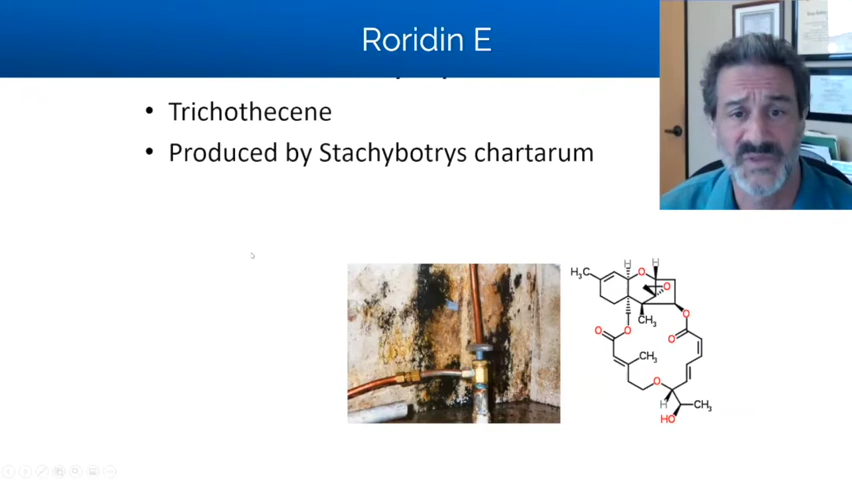 Roridin E
• Trichothecene
• Produced by Stachybotrys chartarum
H
H
H₃C
O
O
CH₃
O
O
O
O
CH₃
O
H
CH₃
HO